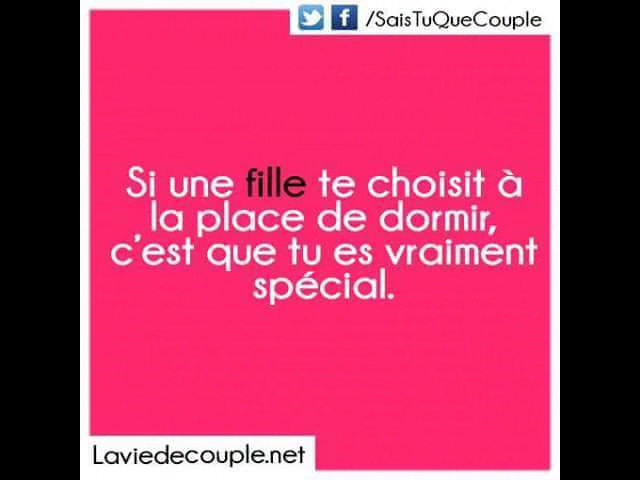 /SaisTuQueCouple
Si une fille te choisit à
la place de dormir,
c'est que tu es vraiment
spécial.
Laviedecouple.net